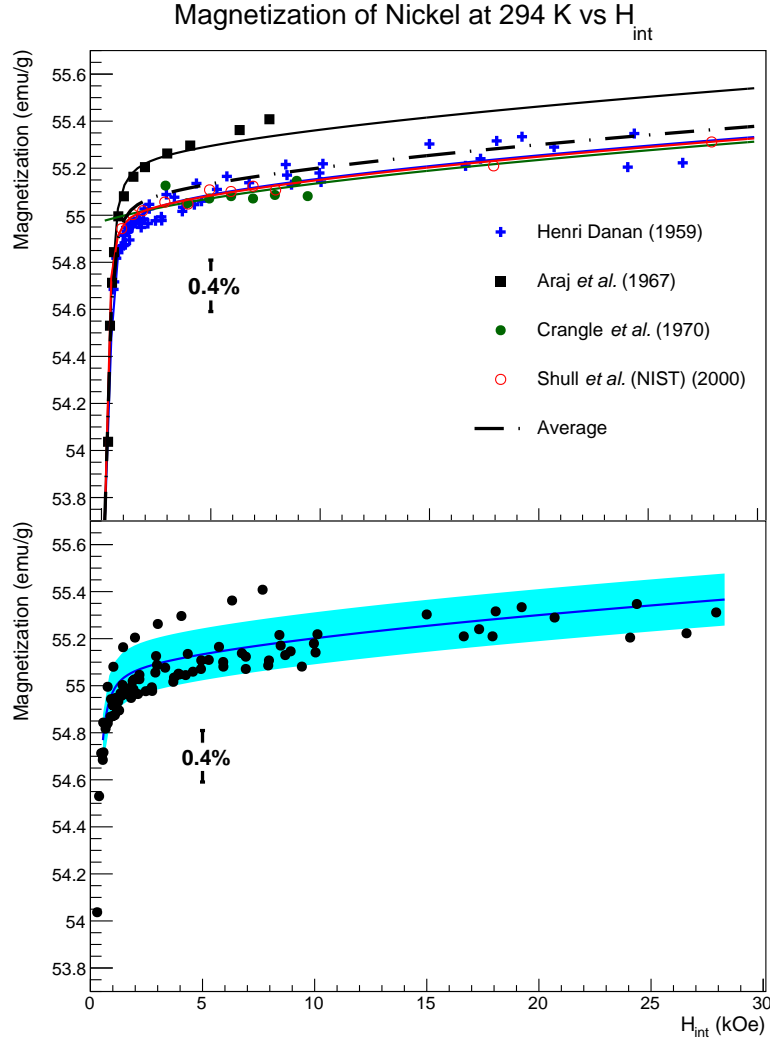 Magnetization of Nickel at 294 K vs H_int
Magnetization (emu/g)
55.6
55.4
55.2
55
54.8
54.6
54.4
54.2
54
53.8
Henri Danan (1959)
Araj et al. (1967)
Crangle et al. (1970)
Shull et al. (NIST) (2000)
Average
0.4%
Magnetization (emu/g)
55.6
55.4
55.2
55
54.8
54.6
54.4
54.2
54
53.8
0.4%
0 5 10 15 20 25 30
H_int (kOe)